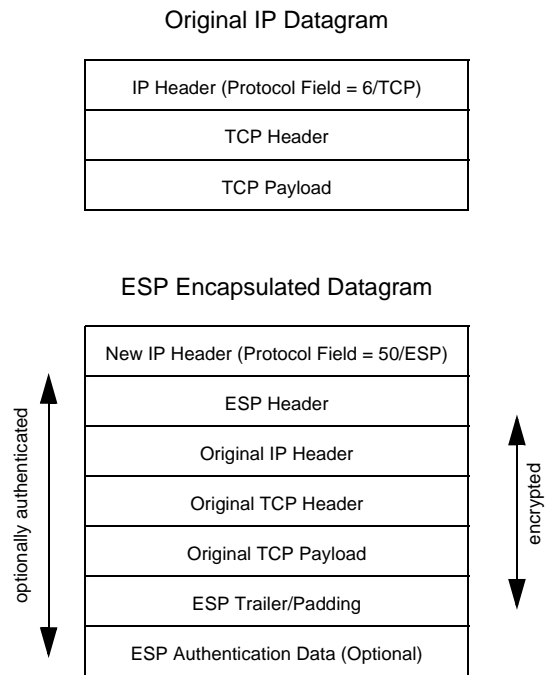 Original IP Datagram
IP Header (Protocol Field = 6/TCP)
TCP Header
TCP Payload
ESP Encapsulated Datagram
New IP Header (Protocol Field = 50/ESP)
ESP Header
Original IP Header
Original TCP Header
Original TCP Payload
ESP Trailer/Padding
ESP Authentication Data (Optional)
optionally authenticated
encrypted